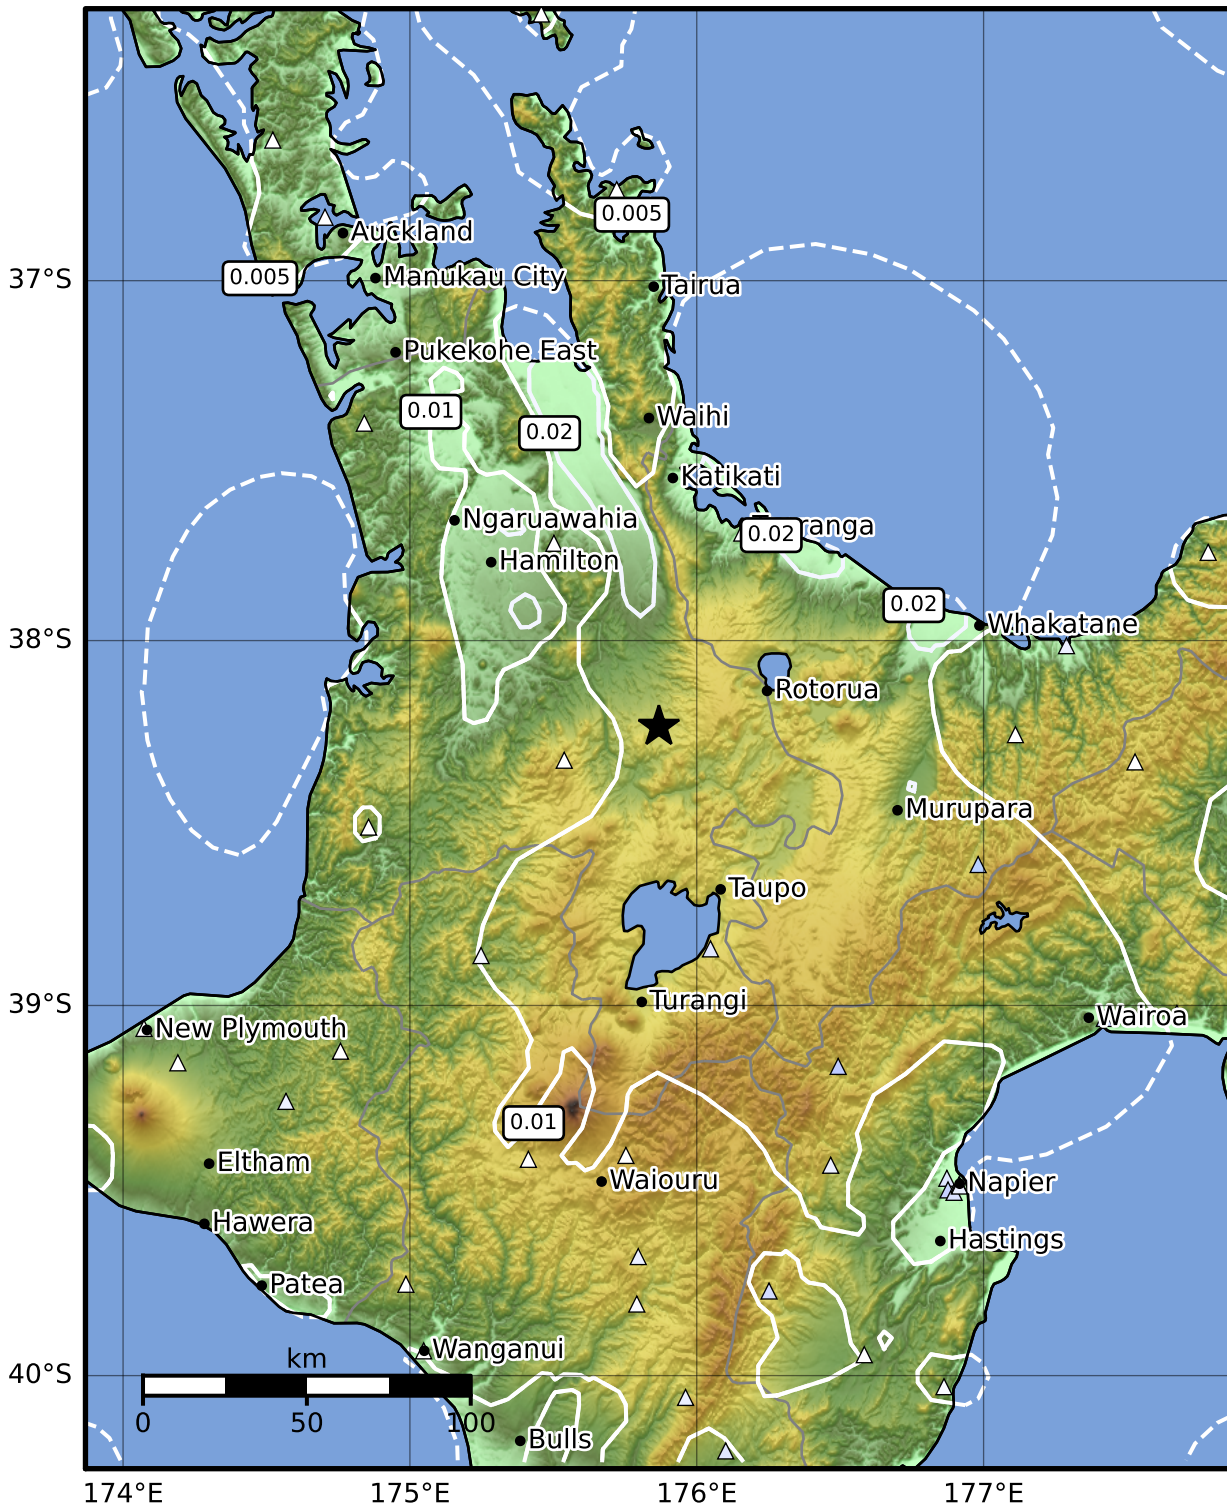 0.005
Auckland
Manukau City
0.005
37°S
Tairua
Pukekohe East
0.01
0.02
Waihi
Katikati
Ngaruawahia
0.02
Hamilton
0.02
Whakatane
38°S
Rotorua
Murupara
Taupo
39°S
Turangi
Wairoa
New Plymouth
0.01
Eltham
Waiouru
Napier
Hawera
Hastings
Patea
Wanganui
km
40°S
0
50
100
Bulls
174°E
175°E
176°E
177°E